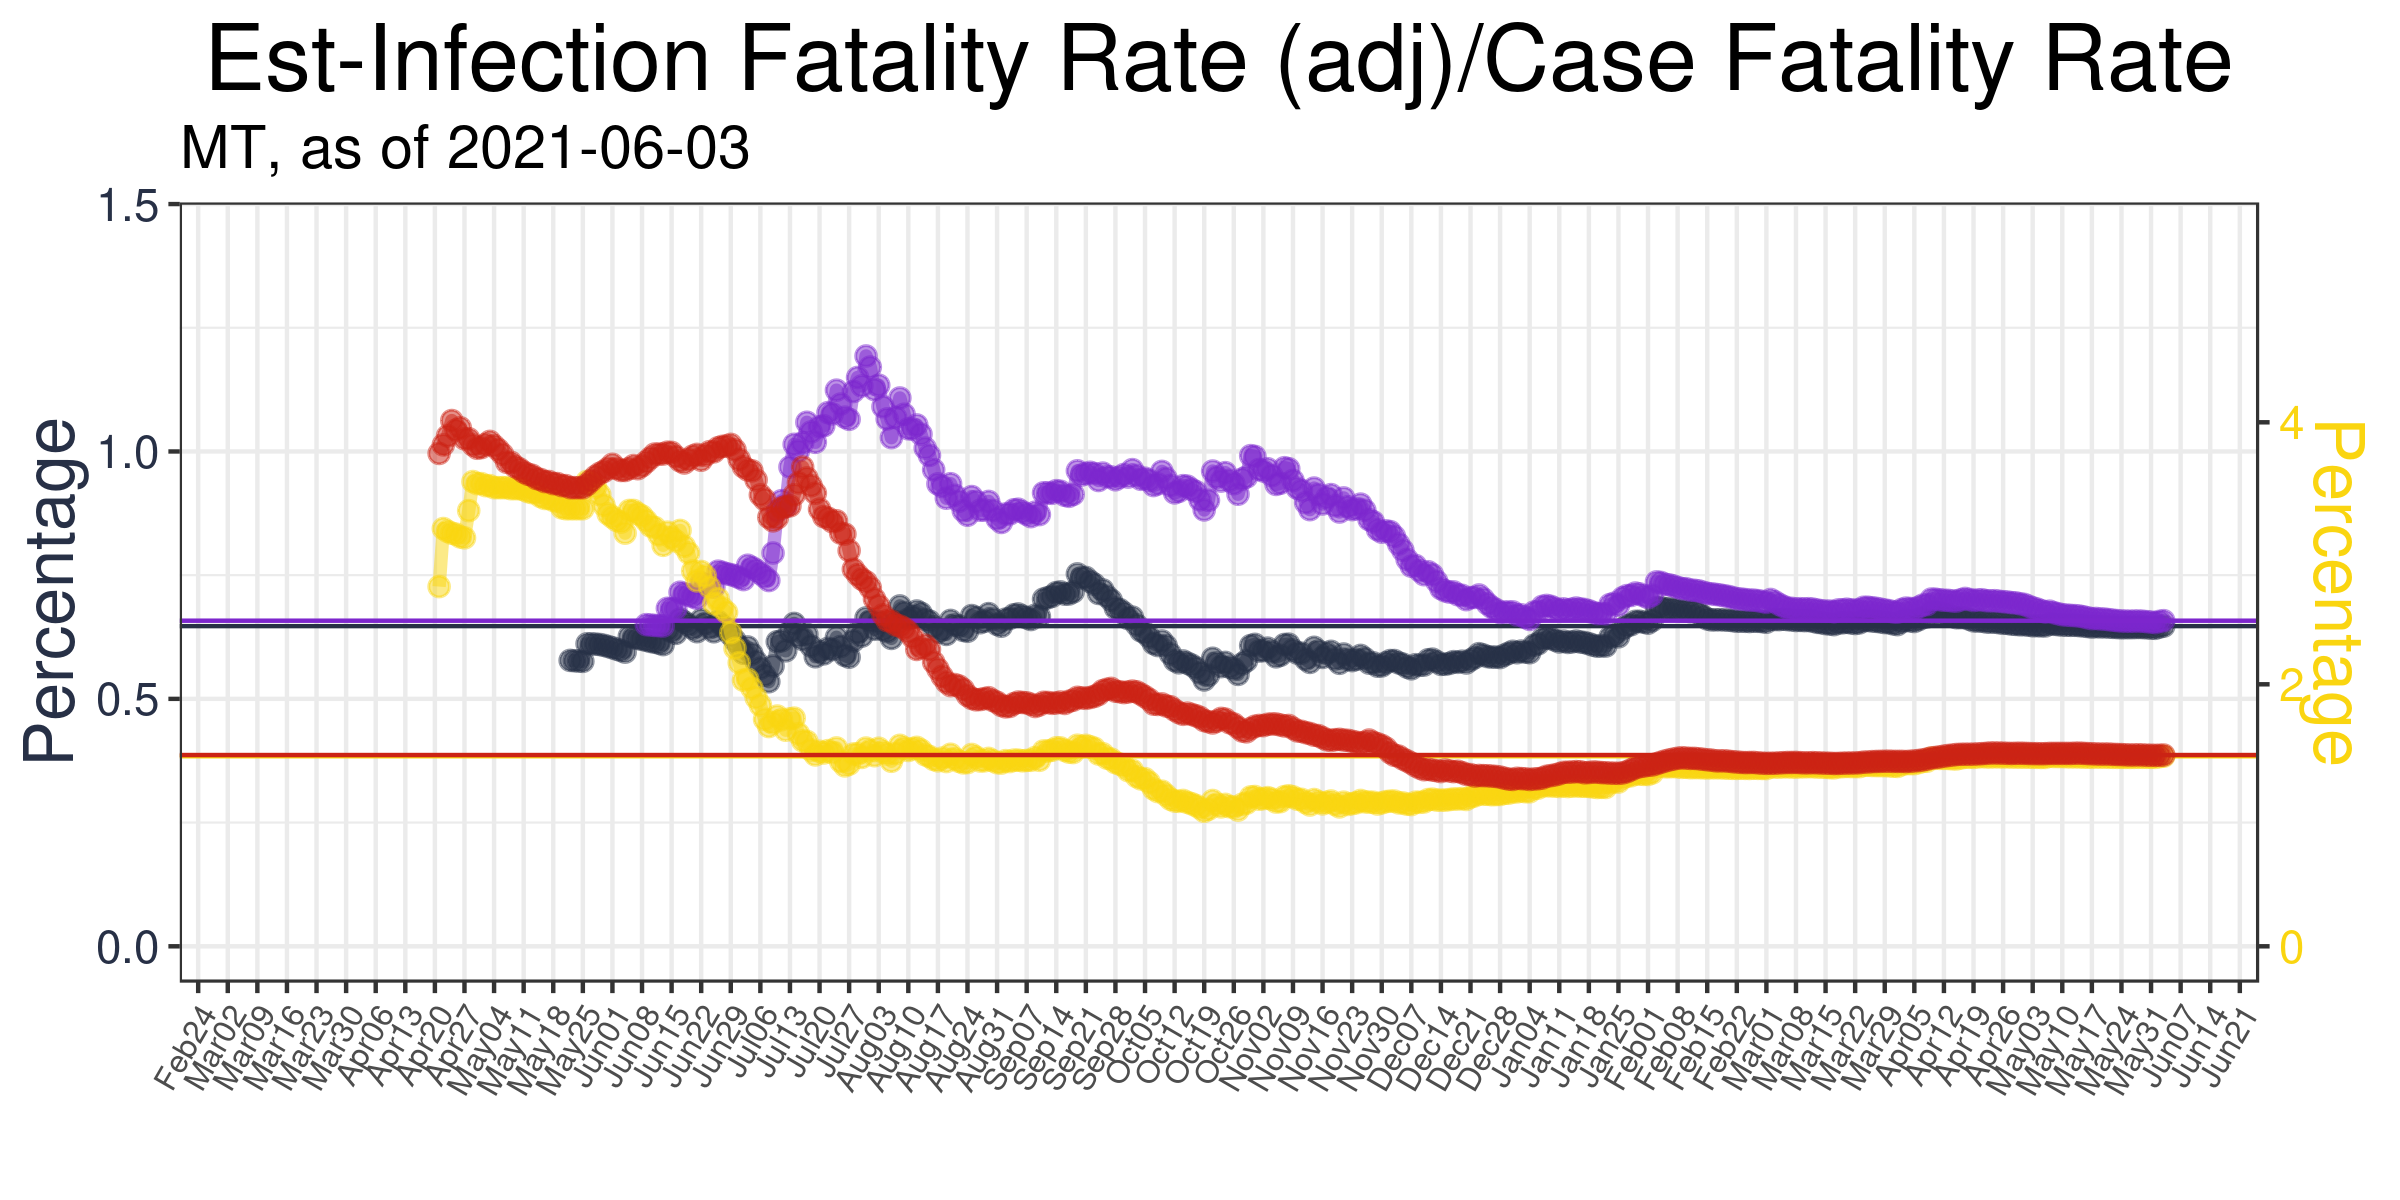 Est-Infection Fatality Rate (adj)/Case Fatality Rate
MT, as of 2021-06-03
Percentage
1.5
1.0
0.5
0.0
Percentage
4
2
0
Feb24
Mar02
Mar09
Mar16
Mar23
Mar30
Apr06
Apr13
Apr20
Apr27
May04
May11
May18
May25
Jun01
Jun08
Jun15
Jun22
Jun29
Jul06
Jul13
Jul20
Jul27
Aug03
Aug10
Aug17
Aug24
Aug31
Sep07
Sep14
Sep21
Sep28
Oct05
Oct12
Oct19
Oct26
Nov02
Nov09
Nov16
Nov23
Nov30
Dec07
Dec14
Dec21
Dec28
Jan04
Jan11
Jan18
Jan25
Feb01
Feb08
Feb15
Feb22
Mar01
Mar08
Mar15
Mar22
Mar29
Apr05
Apr12
Apr19
Apr26
May03
May10
May17
May24
May31
Jun07
Jun14
Jun21